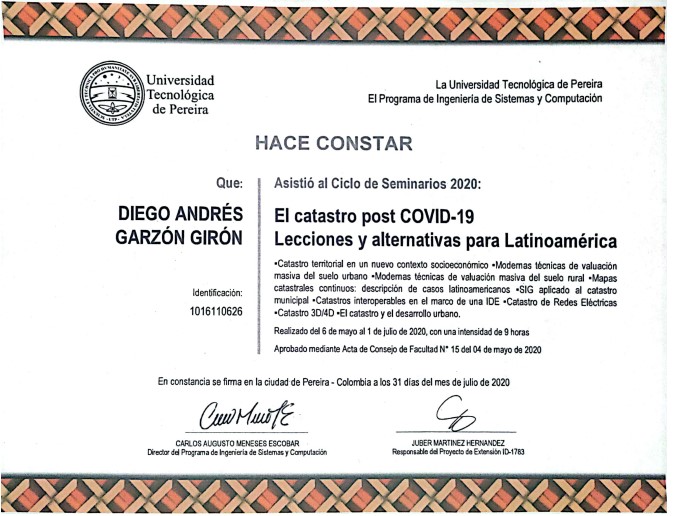 Universidad
Tecnológica
de Pereira
La Universidad Tecnológica de Pereira
El Programa de Ingeniería de Sistemas y Computación
HACE CONSTAR
Que:
DIEGO ANDRÉS
GARZÓN GIRÓN
Identificación:
1016110626
Asistió al Ciclo de Seminarios 2020:
El catastro post COVID-19
Lecciones y alternativas para Latinoamérica
•Catastro territorial en un nuevo contexto socioeconómico •Modernas técnicas de valuación
masiva del suelo urbano •Modernas técnicas de valuación masiva del suelo rural •Mapas
catastrales continuos: descripción de casos latinoamericanos •SIG aplicado al catastro
municipal •Catastros interoperables en el marco de una IDE •Catastro de Redes Eléctricas
•Catastro 3D/4D •El catastro y el desarrollo urbano.
Realizado del 6 de mayo al 1 de julio de 2020, con una intensidad de 9 horas
Aprobado mediante Acta de Consejo de Facultad N° 15 del 04 de mayo de 2020
En constancia se firma en la ciudad de Pereira - Colombia a los 31 días del mes de julio de 2020
CARLOS AUGUSTO MENESES ESCOBAR
Director del Programa de Ingeniería de Sistemas y Computación
JUBER MARTINEZ HERNANDEZ
Responsable del Proyecto de Extensión ID-1783